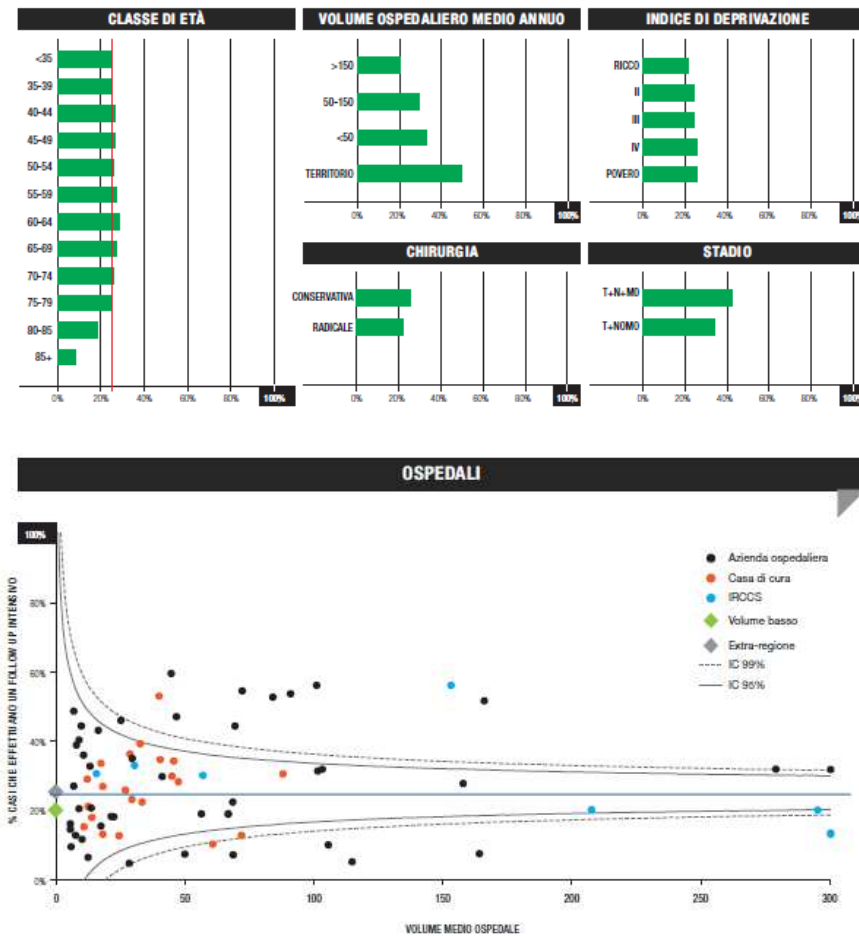 CLASSE DI ETÀ
<35
35-39
40-44
45-49
50-54
55-59
60-64
65-69
70-74
75-79
80-85
85+
0% 20% 40% 60% 80% 100%
VOLUME OSPEDALIERO MEDIO ANNUO
>150
50-150
<50
TERRITORIO
0% 20% 40% 60% 80% 100%
INDICE DI DEPRIVAZIONE
RICCO
II
III
IV
POVERO
0% 20% 40% 60% 80% 100%
CHIRURGIA
CONSERVATIVA
RADICALE
0% 20% 40% 60% 80% 100%
STADIO
T+N+M0
T+N0M0
0% 20% 40% 60% 80% 100%
OSPEDALI
% CASI CHE EFFETTUANO UN FOLLOW UP INTENSIVO
100%
80%
60%
40%
20%
0%
Azienda ospedaliera
Casa di cura
IRCCS
Volume basso
Extra-regione
IC 99%
IC 95%
0 50 100 150 200 250 300
VOLUME MEDIO OSPEDALE